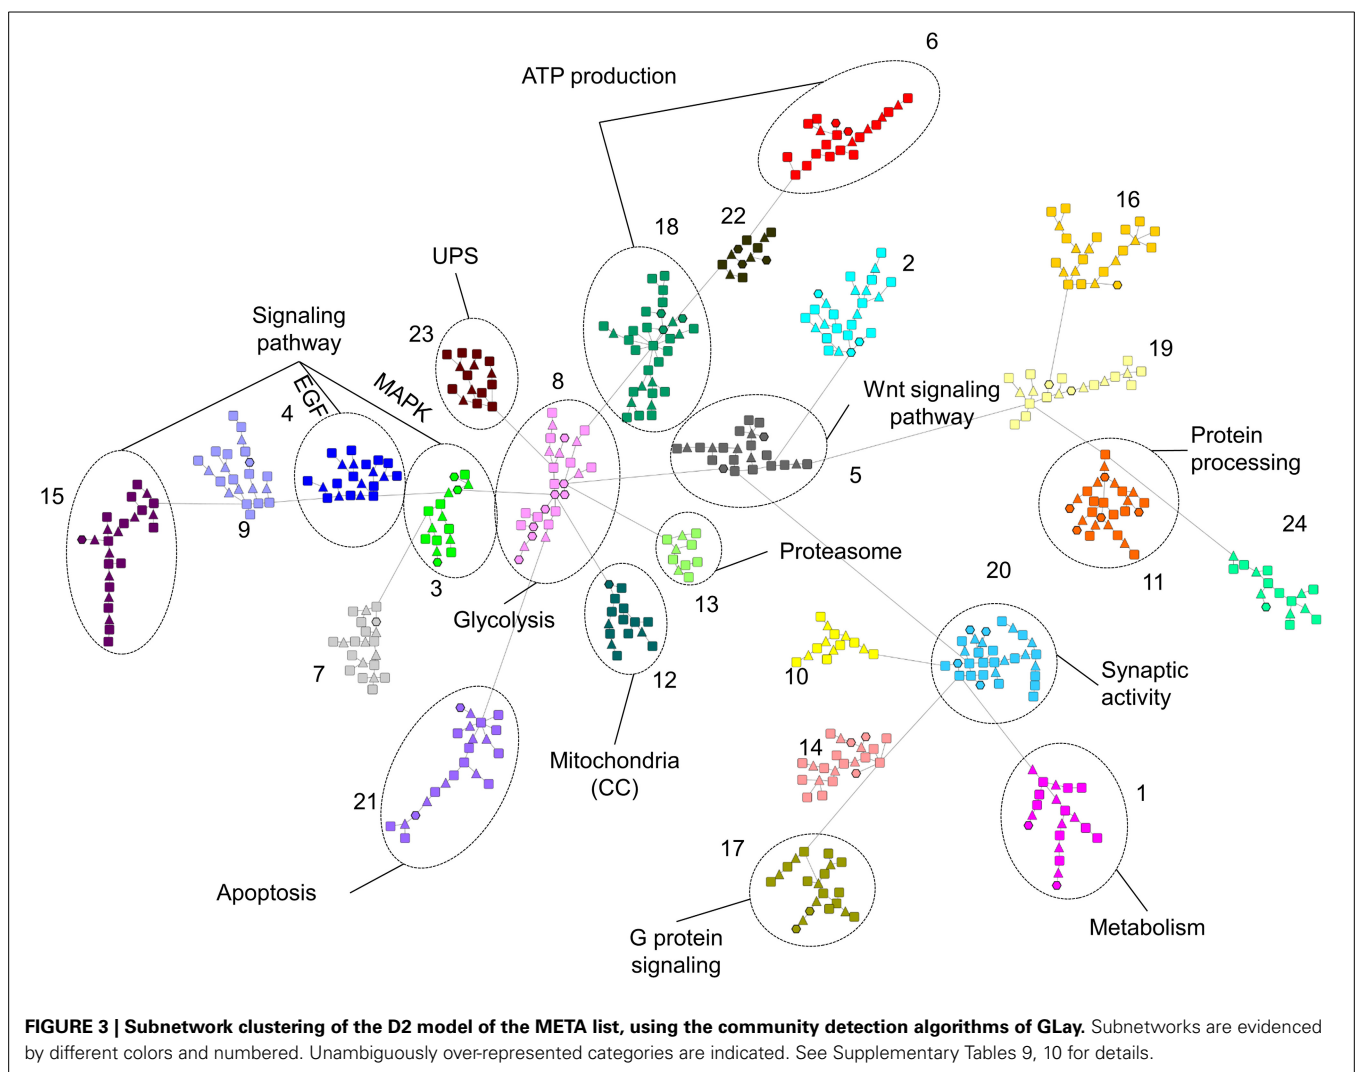 6
ATP production
16
18
22
UPS
2
Signaling
pathway
23
19
8
MAPK
EGF
4
Wnt signaling
pathway
Protein
processing
5
15
9
24
Proteasome
20
3
11
13
Glycolysis
7
10
12
Synaptic
activity
14
Mitochondria
(CC)
21
1
17
Apoptosis
Metabolism
G protein
signaling
FIGURE 3 | Subnetwork clustering of the D2 model of the META list, using the community detection algorithms of GLay. Subnetworks are evidenced
by different colors and numbered. Unambiguously over-represented categories are indicated. See Supplementary Tables 9, 10 for details.